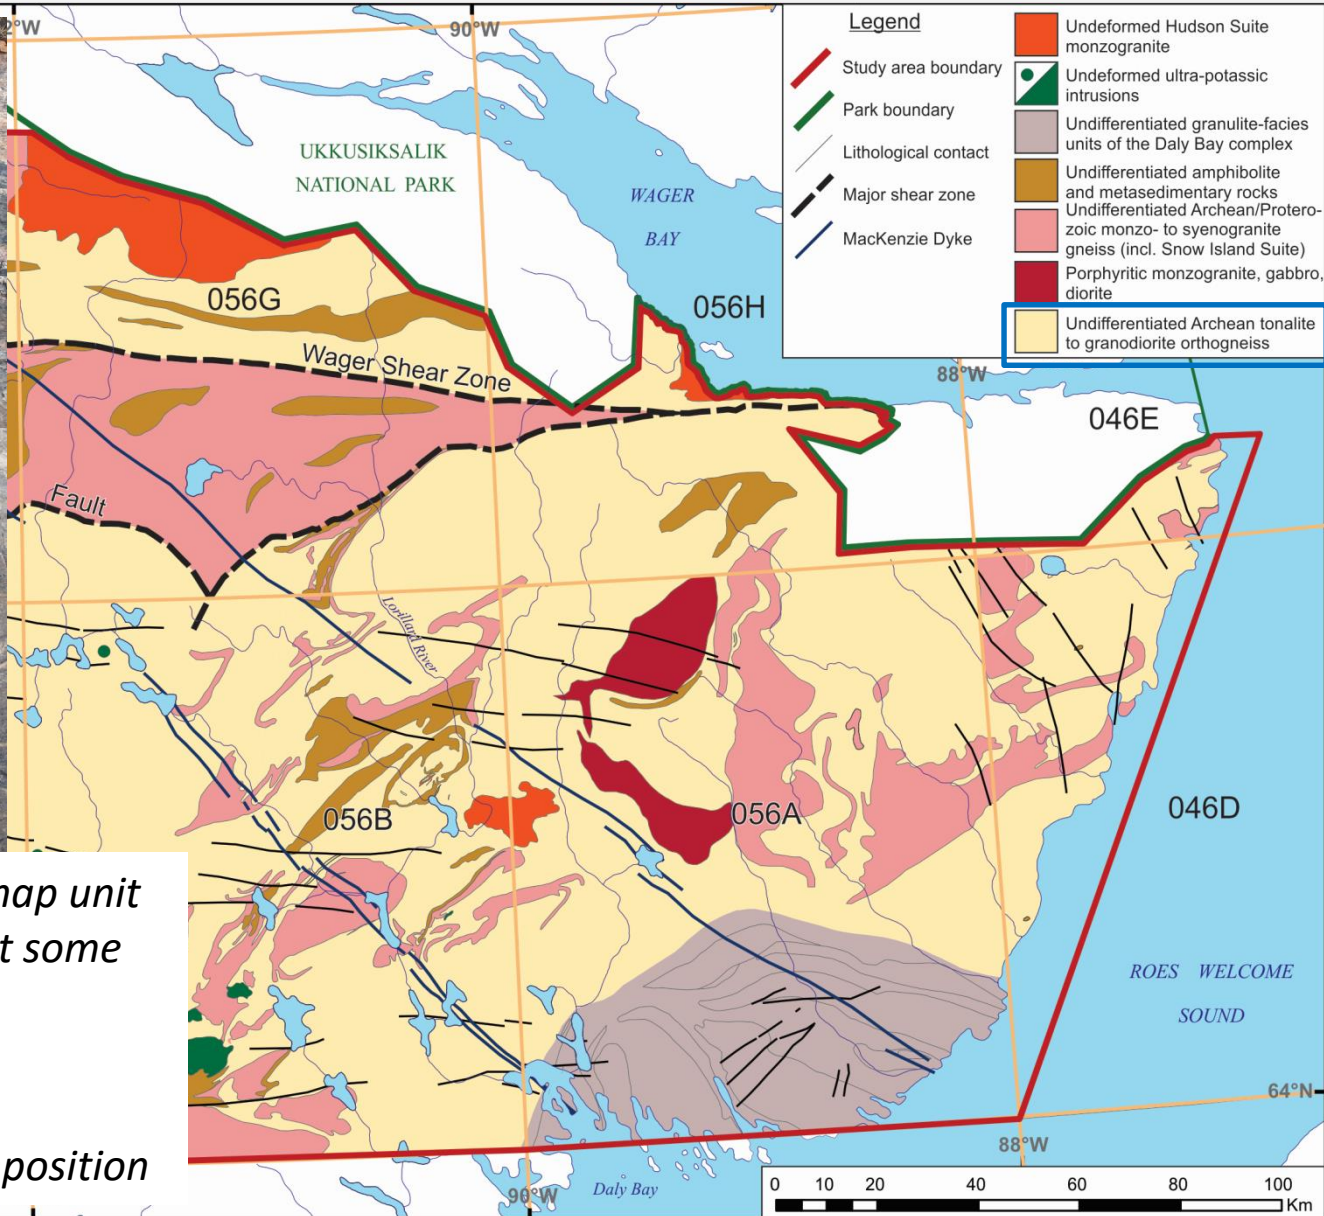 2°W
90°W
UKKUSIKSALIK
NATIONAL PARK
WAGER
BAY
Legend
Study area boundary
Park boundary
Lithological contact
Major shear zone
MacKenzie Dyke
Undeformed Hudson Suite
monzogranite
Undeformed ultra-potassic
intrusions
Undifferentiated granulite-facies
units of the Daly Bay complex
Undifferentiated amphibolite
and metasedimentary rocks
Undifferentiated Archean/Protero-
zoic monzo- to syenogranite
gneiss (incl. Snow Island Suite)
Porphyritic monzogranite, gabbro,
diorite
Undifferentiated Archean tonalite
to granodiorite orthogneiss
056G
056H
Wager Shear Zone
88°W
046E
Fault
Lorillard River
056B
056A
046D
map unit
t some
position
ROES WELCOME
SOUND
64°N
88°W
90°W
Daly Bay
0 10 20 40 60 80 100
Km